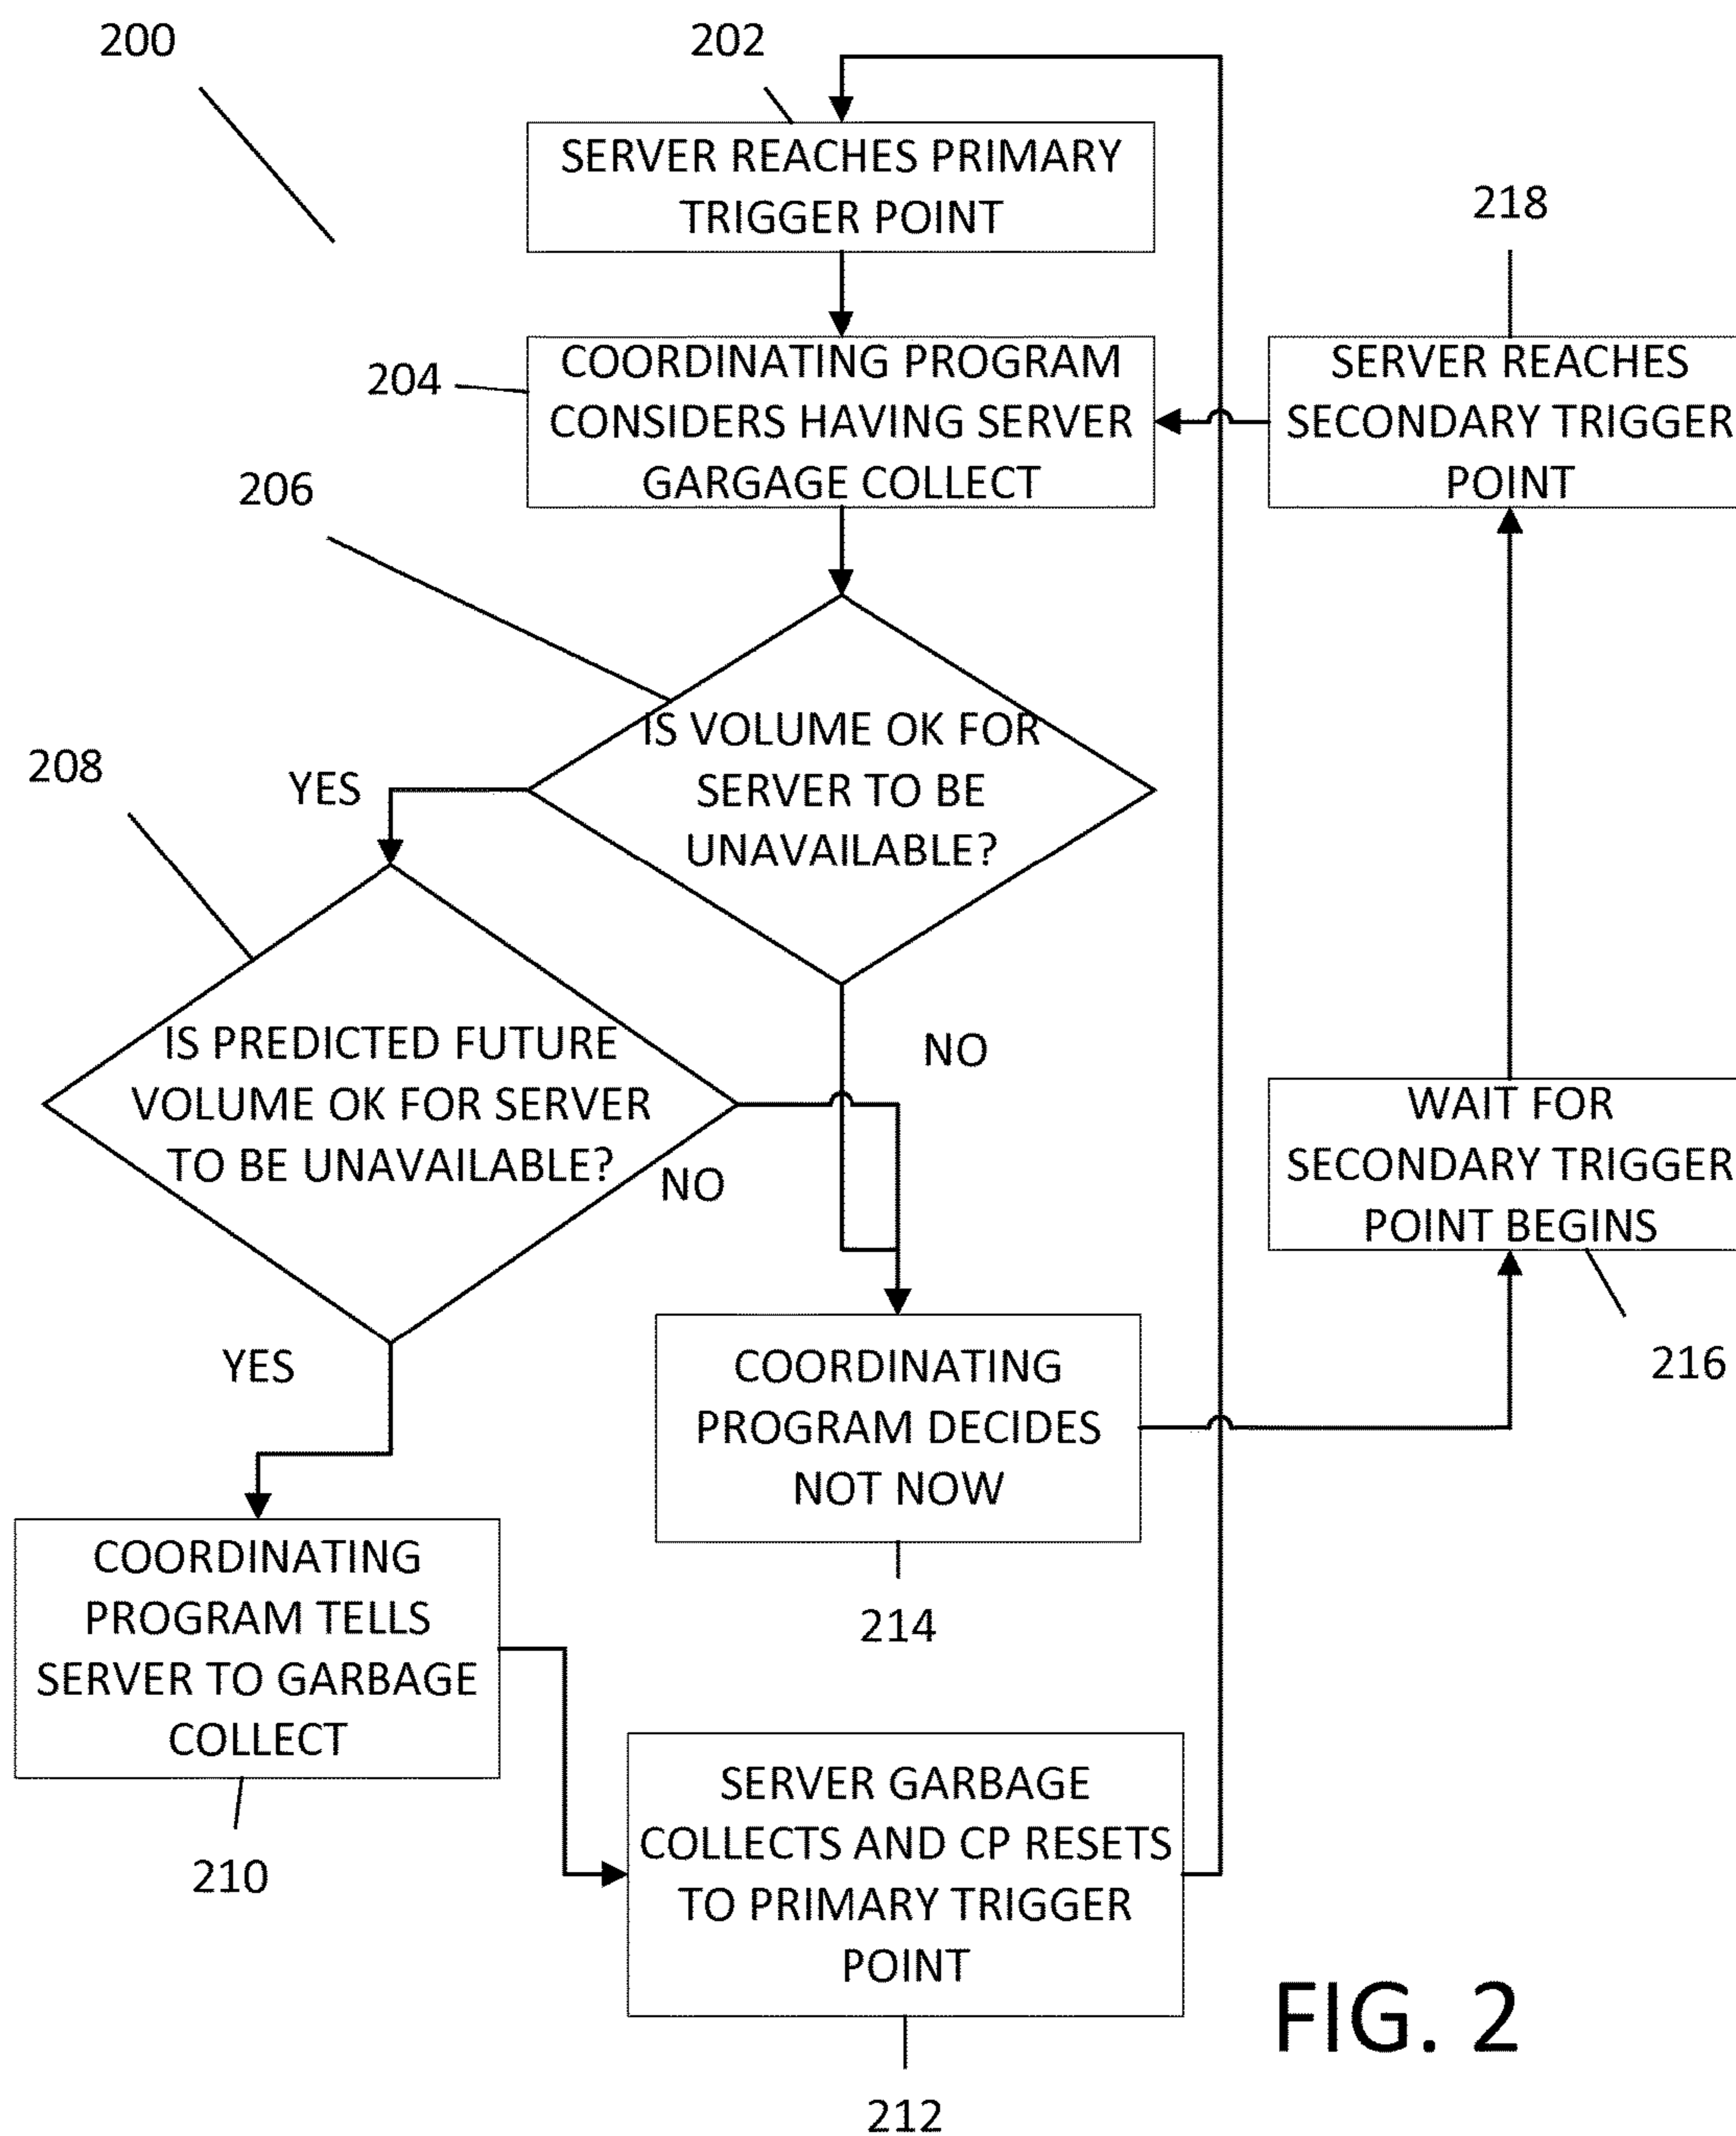 200
202
SERVER REACHES PRIMARY
TRIGGER POINT
218
204
COORDINATING PROGRAM
CONSIDERS HAVING SERVER
GARGAGE COLLECT
SERVER REACHES
SECONDARY TRIGGER
POINT
206
IS VOLUME OK FOR
SERVER TO BE
UNAVAILABLE?
208
YES
NO
IS PREDICTED FUTURE
VOLUME OK FOR SERVER
TO BE UNAVAILABLE?
NO
WAIT FOR
SECONDARY TRIGGER
POINT BEGINS
216
YES
COORDINATING
PROGRAM DECIDES
NOT NOW
214
COORDINATING
PROGRAM TELLS
SERVER TO GARBAGE
COLLECT
210
SERVER GARBAGE
COLLECTS AND CP RESETS
TO PRIMARY TRIGGER
POINT
212
FIG. 2